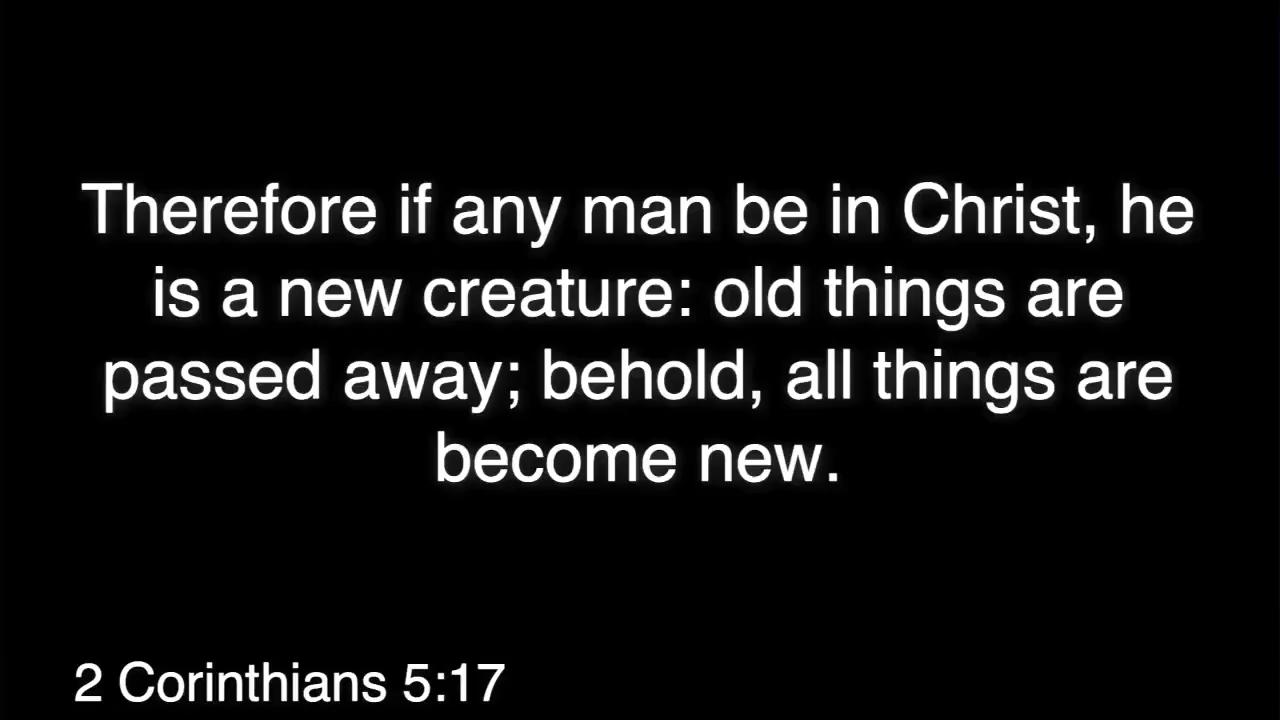 Therefore if any man be in Christ, he
is a new creature: old things are
passed away; behold, all things are
become new.
2 Corinthians 5:17